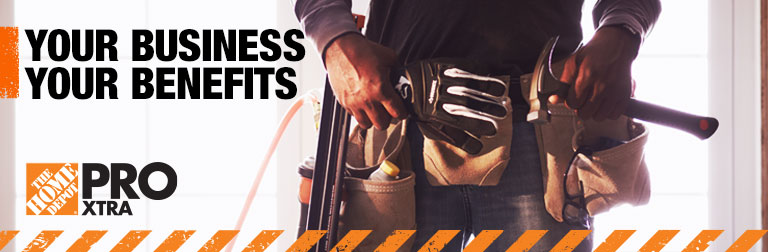 YOUR BUSINESS
YOUR BENEFITS
THE
HOME
DEPOT
PRO
XTRA